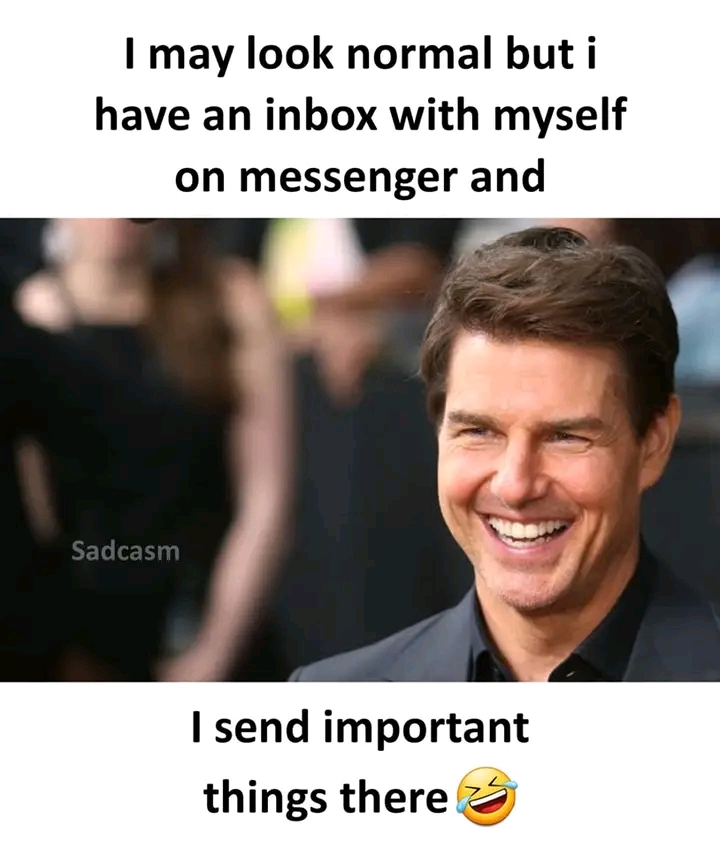 I may look normal but i
have an inbox with myself
on messenger and
Sadcasm
I send important
things there🤣